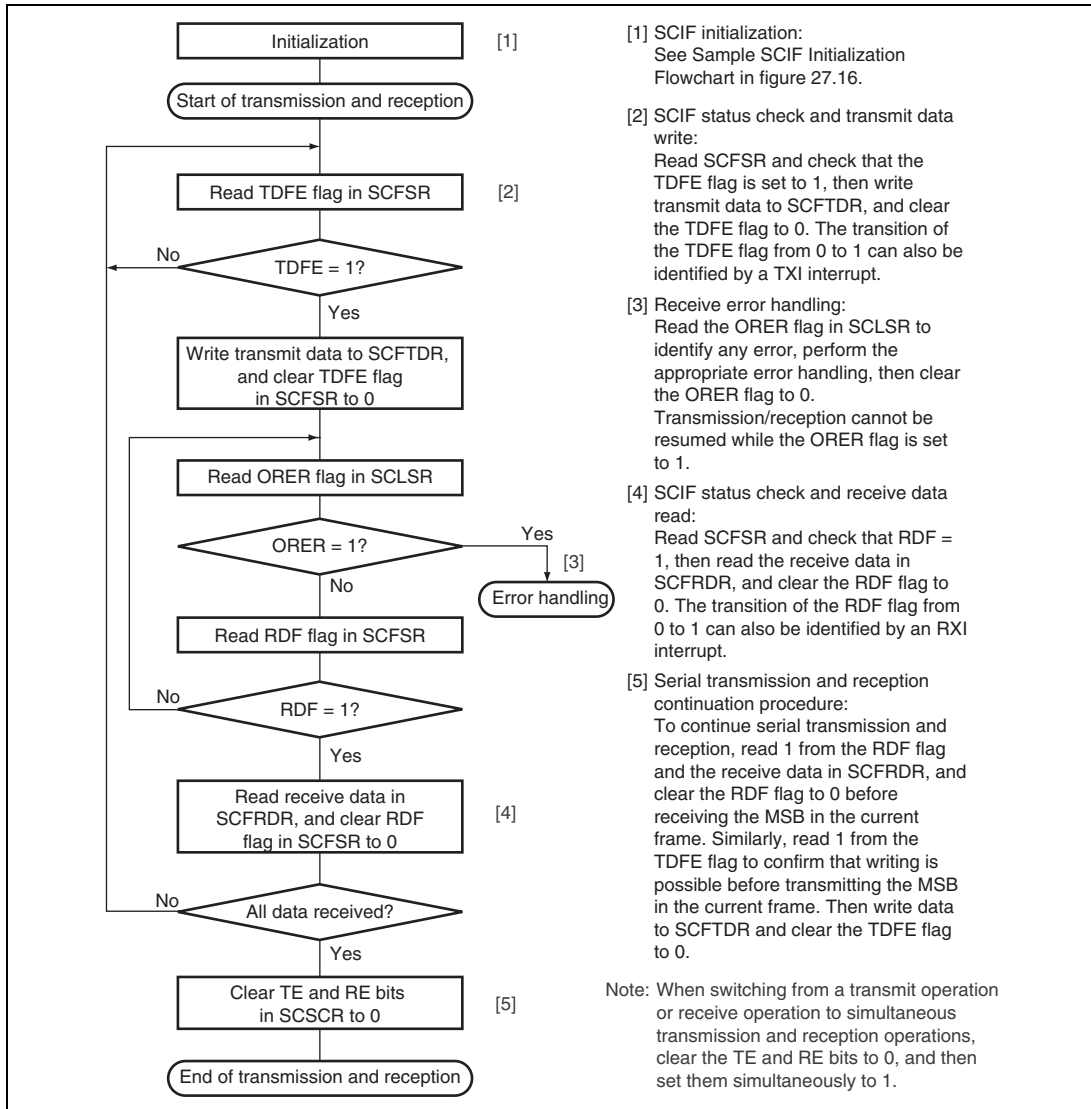 Initialization
[1]
Start of transmission and reception
Read TDFE flag in SCFSR
[2]
No
TDFE = 1?
Yes
Write transmit data to SCFTDR,
and clear TDFE flag
in SCFSR to 0
Read ORER flag in SCLSR
ORER = 1?
Yes
[3]
No
Error handling
Read RDF flag in SCFSR
No
RDF = 1?
Yes
Read receive data in
SCFRDR, and clear RDF
flag in SCFSR to 0
[4]
No
All data received?
Yes
Clear TE and RE bits
in SCSCR to 0
[5]
End of transmission and reception
[1] SCIF initialization:
See Sample SCIF Initialization
Flowchart in figure 27.16.
[2] SCIF status check and transmit data
write:
Read SCFSR and check that the
TDFE flag is set to 1, then write
transmit data to SCFTDR, and clear
the TDFE flag to 0. The transition of
the TDFE flag from 0 to 1 can also be
identified by a TXI interrupt.
[3] Receive error handling:
Read the ORER flag in SCLSR to
identify any error, perform the
appropriate error handling, then clear
the ORER flag to 0.
Transmission/reception cannot be
resumed while the ORER flag is set
to 1.
[4] SCIF status check and receive data
read:
Read SCFSR and check that RDF =
1, then read the receive data in
SCFRDR, and clear the RDF flag to
0. The transition of the RDF flag from
0 to 1 can also be identified by an RXI
interrupt.
[5] Serial transmission and reception
continuation procedure:
To continue serial transmission and
reception, read 1 from the RDF flag
and the receive data in SCFRDR, and
clear the RDF flag to 0 before
receiving the MSB in the current
frame. Similarly, read 1 from the
TDFE flag to confirm that writing is
possible before transmitting the MSB
in the current frame. Then write data
to SCFTDR and clear the TDFE flag
to 0.
Note: When switching from a transmit operation
or receive operation to simultaneous
transmission and reception operations,
clear the TE and RE bits to 0, and then
set them simultaneously to 1.